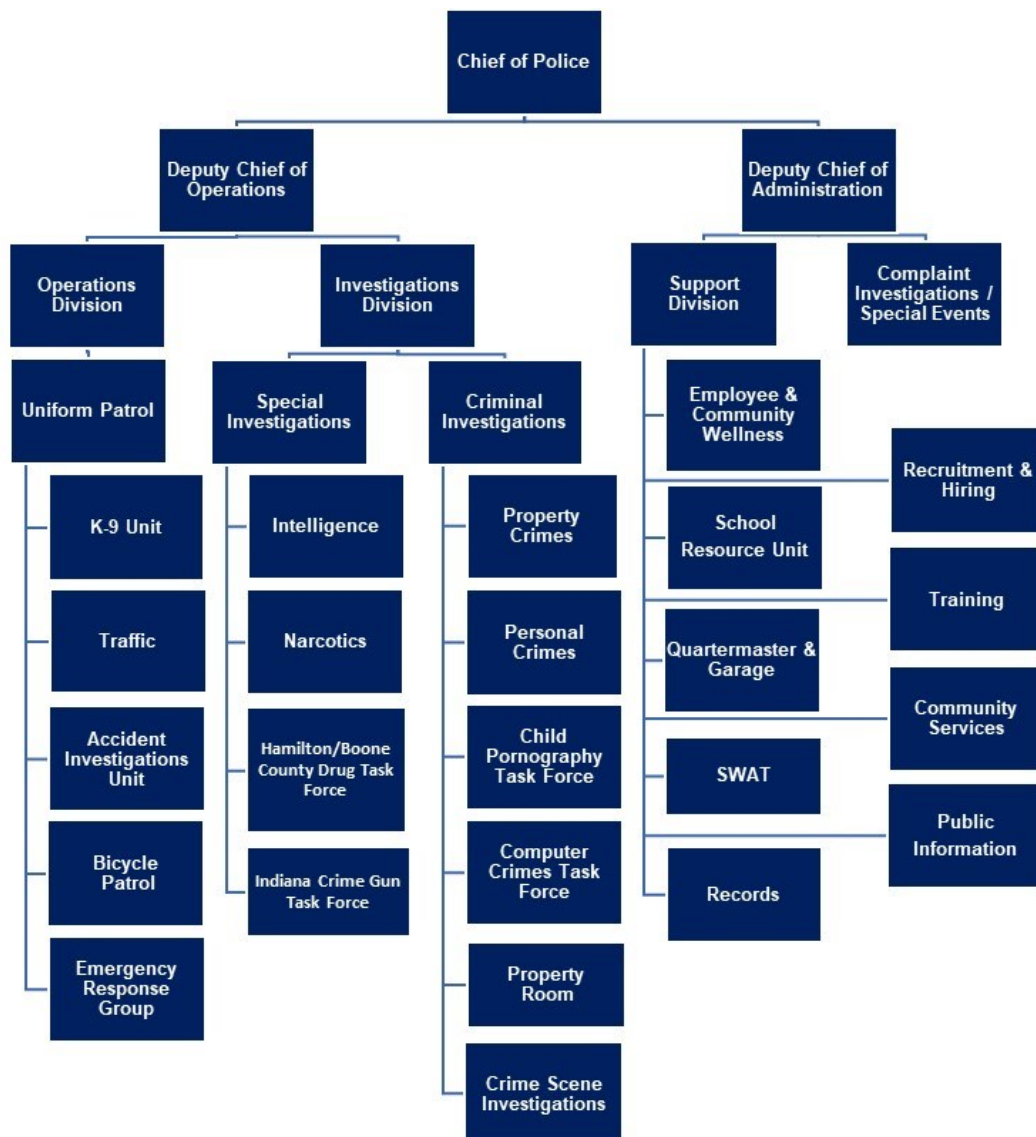 Chief of Police
Deputy Chief of
Operations
Deputy Chief of
Administration
Operations
Division
Investigations
Division
Support
Division
Complaint
Investigations /
Special Events
Uniform Patrol
Special
Investigations
Criminal
Investigations
Employee &
Community
Wellness
Recruitment &
Hiring
K-9 Unit
Intelligence
Property
Crimes
School
Resource Unit
Training
Traffic
Narcotics
Personal
Crimes
Quartermaster &
Garage
Community
Services
Accident
Investigations
Unit
Hamilton/Boone
County Drug Task
Force
Child
Pornography
Task Force
SWAT
Public
Information
Bicycle
Patrol
Indiana Crime Gun
Task Force
Computer
Crimes Task
Force
Records
Emergency
Response
Group
Property
Room
Crime Scene
Investigations